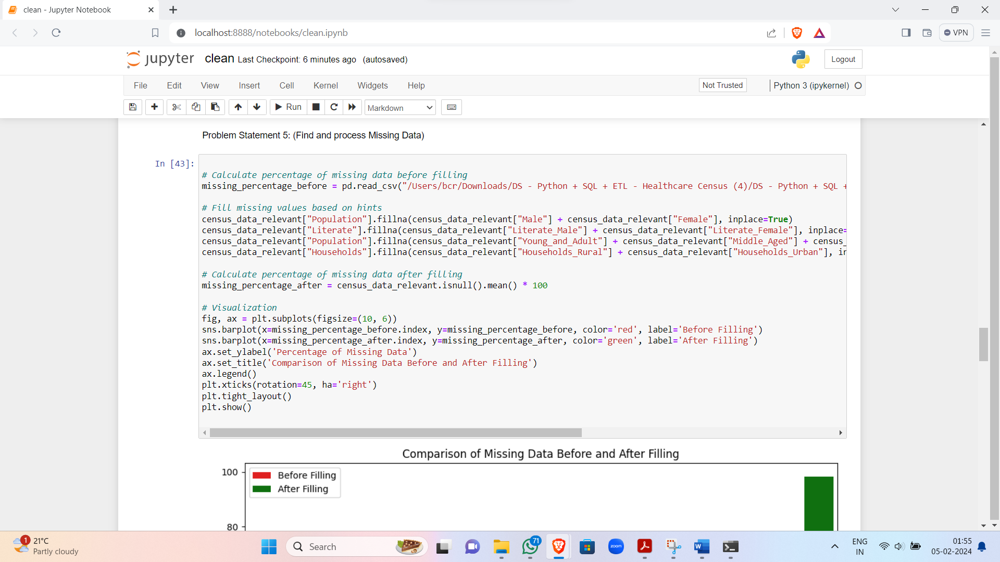 clean - Jupyter Notebook
localhost:8888/notebooks/clean.ipynb
VPN
jupyter clean Last Checkpoint: 6 minutes ago (autosaved)
Logout
File Edit View Insert Cell Kernel Widgets Help
Not Trusted
Python 3 (ipykernel)
Run
Markdown
Problem Statement 5: (Find and process Missing Data)
In [43]:
# Calculate percentage of missing data before filling
missing_percentage_before = pd.read_csv("/Users/bcr/Downloads/DS - Python + SQL + ETL - Healthcare Census (4)/DS - Python + SQL +
# Fill missing values based on hints
census_data_relevant["Population"].fillna(census_data_relevant["Male"] + census_data_relevant["Female"], inplace=True)
census_data_relevant["Literate"].fillna(census_data_relevant["Literate_Male"] + census_data_relevant["Literate_Female"], inplace=
census_data_relevant["Population"].fillna(census_data_relevant["Young_and_Adult"] + census_data_relevant["Middle_Aged"] + census_
census_data_relevant["Households"].fillna(census_data_relevant["Households_Rural"] + census_data_relevant["Households_Urban"], in
# Calculate percentage of missing data after filling
missing_percentage_after = census_data_relevant.isnull().mean() * 100
# Visualization
fig, ax = plt.subplots(figsize=(10, 6))
sns.barplot(x=missing_percentage_before.index, y=missing_percentage_before, color='red', label='Before Filling')
sns.barplot(x=missing_percentage_after.index, y=missing_percentage_after, color='green', label='After Filling')
ax.set_ylabel('Percentage of Missing Data')
ax.set_title('Comparison of Missing Data Before and After Filling')
ax.legend()
plt.xticks(rotation=45, ha='right')
plt.tight_layout()
plt.show()
Comparison of Missing Data Before and After Filling
100
Before Filling
After Filling
80
1
21°C
Partly cloudy
Search
71
zoom
ENG
IN
01:55
05-02-2024